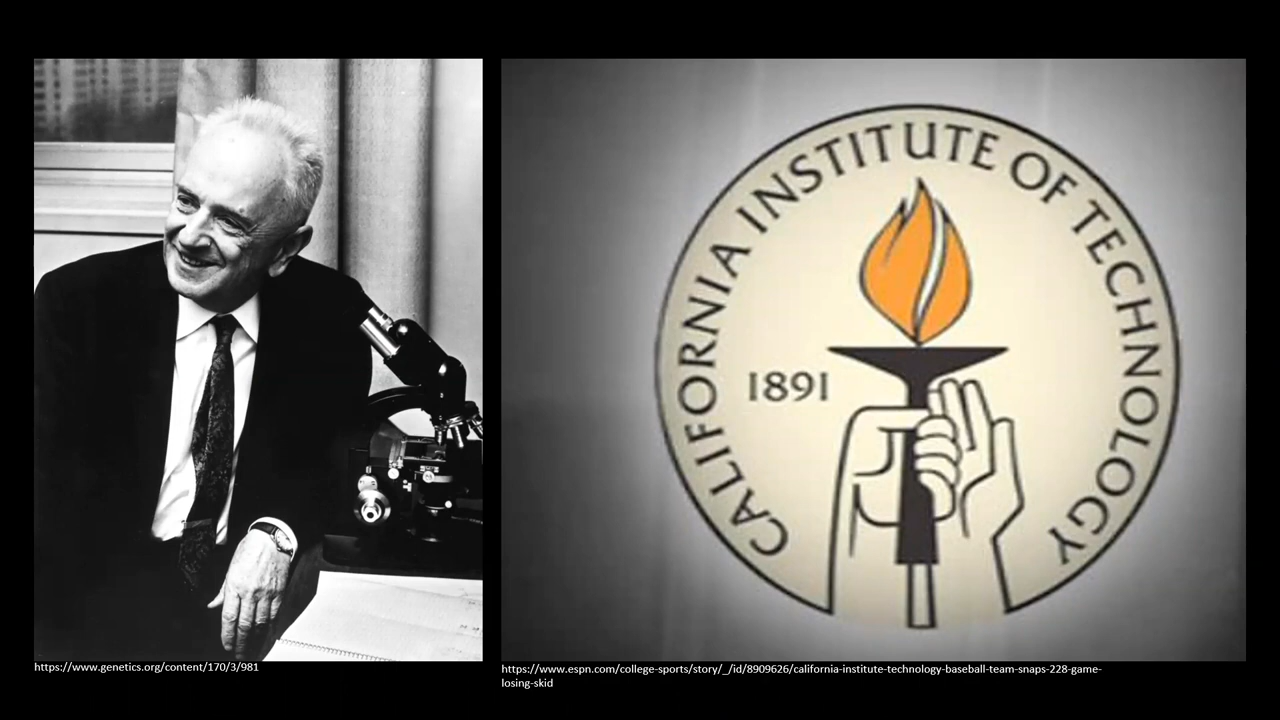 CALIFORNIA INSTITUTE OF TECHNOLOGY
1891
https://www.genetics.org/content/170/3/981
https://www.espn.com/college-sports/story/_/id/8909626/california-institute-technology-baseball-team-snaps-228-game-
losing-skid